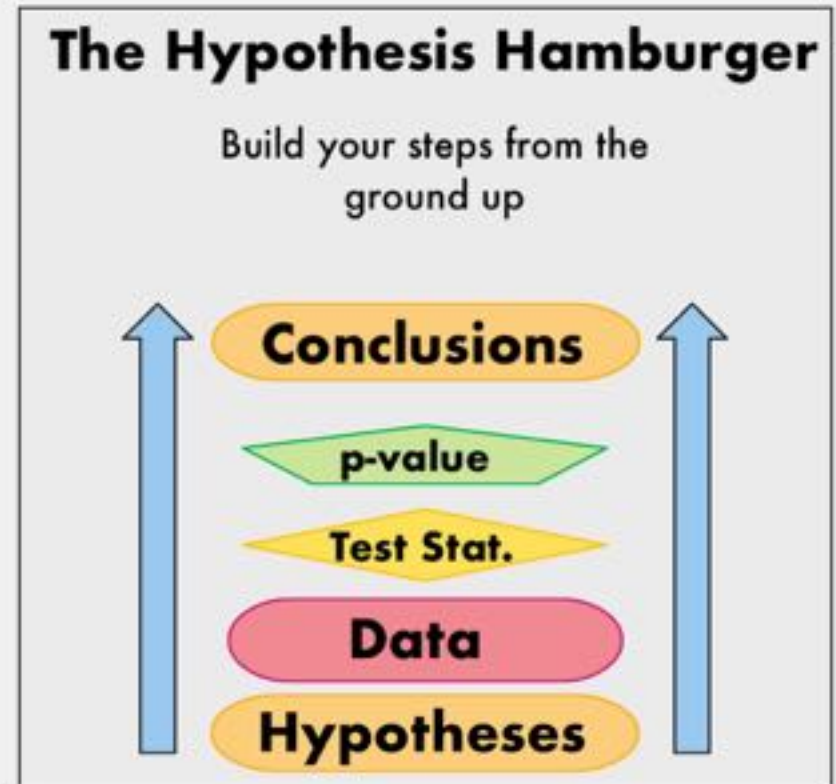 The Hypothesis Hamburger
Build your steps from the
ground up
Conclusions
p-value
Test Stat.
Data
Hypotheses